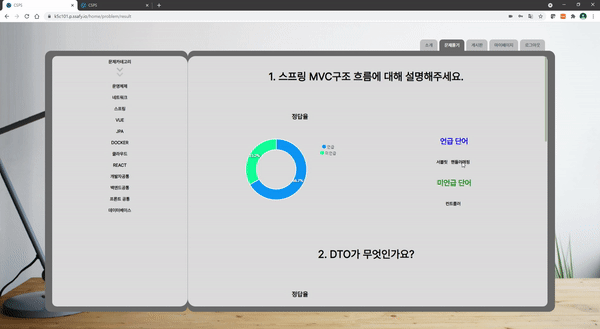 CSPS
CSPS
k5c101.p.ssafy.io/home/problem/result
소개
문제풀기
게시판
마이페이지
로그아웃
문제카테고리
운영체제
네트워크
스프링
VUE
JPA
DOCKER
클라우드
REACT
개발자공통
백엔드공통
프론트 공통
데이터베이스
1. 스프링 MVC구조 흐름에 대해 설명해주세요.
정답율
언급
미언급
언급 단어
서블릿 핸들러매핑
미언급 단어
컨트롤러
2. DTO가 무엇인가요?
정답율